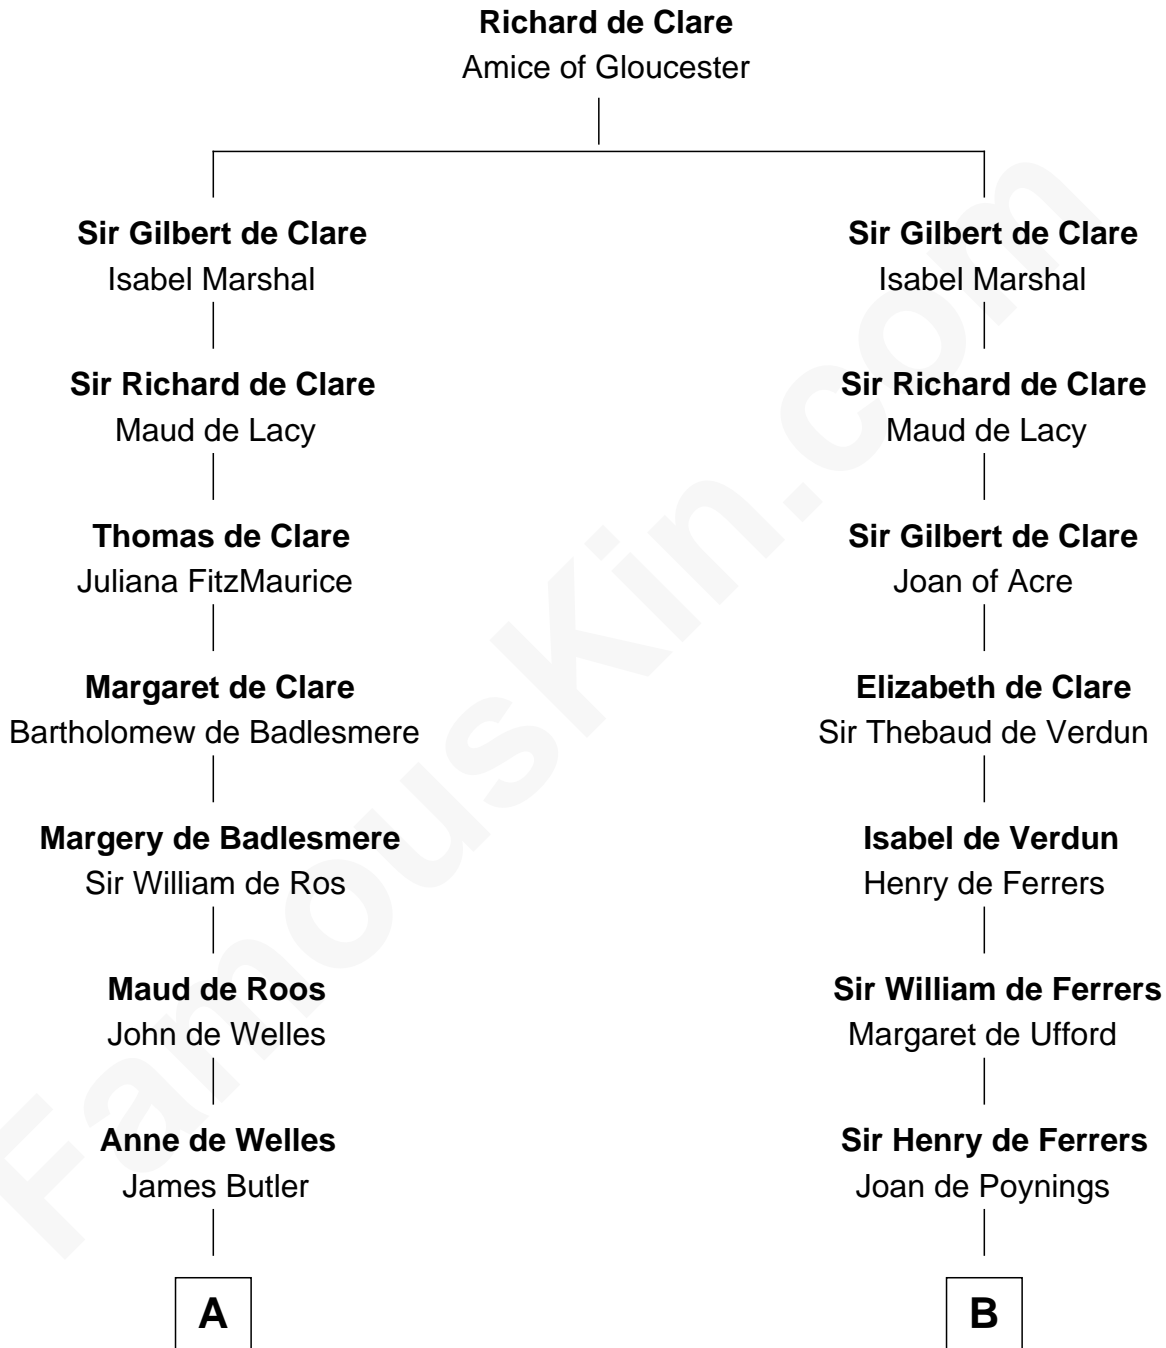 Richard de Clare
Amice of Gloucester
Sir Gilbert de Clare
Isabel Marshal
Sir Richard de Clare
Maud de Lacy
Thomas de Clare
Juliana FitzMaurice
Margaret de Clare
Bartholomew de Badlesmere
Margery de Badlesmere
Sir William de Ros
Maud de Roos
John de Welles
Anne de Welles
James Butler
A
Sir Gilbert de Clare
Isabel Marshal
Sir Richard de Clare
Maud de Lacy
Sir Gilbert de Clare
Joan of Acre
Elizabeth de Clare
Sir Thebaud de Verdun
Isabel de Verdun
Henry de Ferrers
Sir William de Ferrers
Margaret de Ufford
Sir Henry de Ferrers
Joan de Poynings
B
FamousKin.com